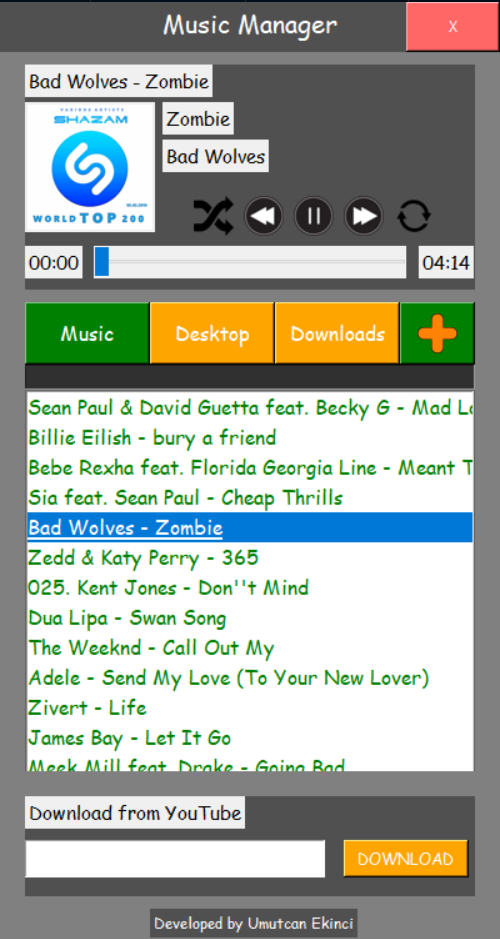 Music Manager
X
Bad Wolves - Zombie
VARIOUS ARTISTS
SHAZAM
WORLD TOP 200
Zombie
Bad Wolves
00:00
04:14
Music
Desktop
Downloads
Sean Paul & David Guetta feat. Becky G - Mad Lo
Billie Eilish - bury a friend
Bebe Rexha feat. Florida Georgia Line - Meant T
Sia feat. Sean Paul - Cheap Thrills
Bad Wolves - Zombie
Zedd & Katy Perry - 365
025. Kent Jones - Don''t Mind
Dua Lipa - Swan Song
The Weeknd - Call Out My
Adele - Send My Love (To Your New Lover)
Zivert - Life
James Bay - Let It Go
Meek Mill feat. Drake - Going Bad
Download from YouTube
DOWNLOAD
Developed by Umutcan Ekinci